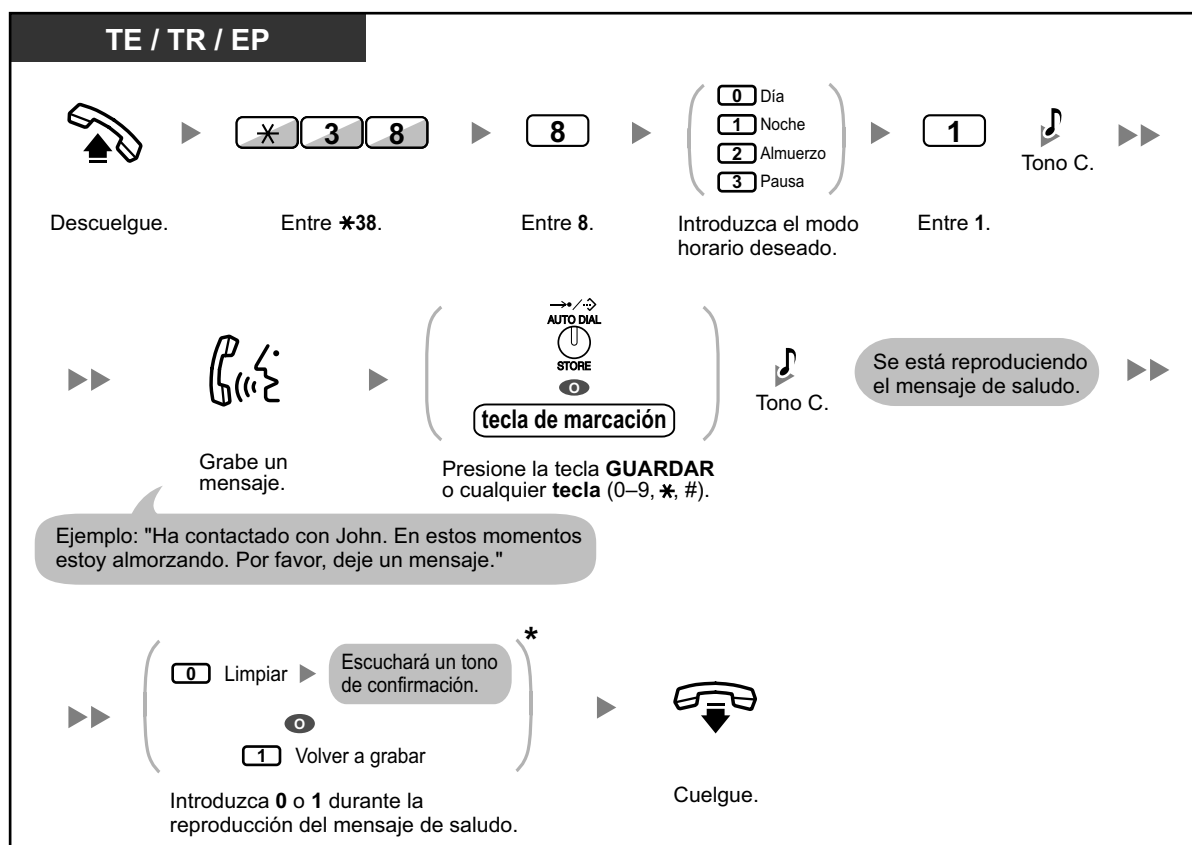 TE / TR / EP
0 Día
1 Noche
2 Almuerzo
3 Pausa
✱ 3 8
8
1
Tono C.
Descuelgue.
Entre ✱38.
Entre 8.
Introduzca el modo
horario deseado.
Entre 1.
AUTO DIAL
STORE
O
tecla de marcación
Tono C.
Se está reproduciendo
el mensaje de saludo.
Grabe un
mensaje.
Presione la tecla GUARDAR
o cualquier tecla (0–9, ✱, #).
Ejemplo: "Ha contactado con John. En estos momentos
estoy almorzando. Por favor, deje un mensaje."
*
0 Limpiar
Escuchará un tono
de confirmación.
O
1 Volver a grabar
Introduzca 0 o 1 durante la
reproducción del mensaje de saludo.
Cuelgue.